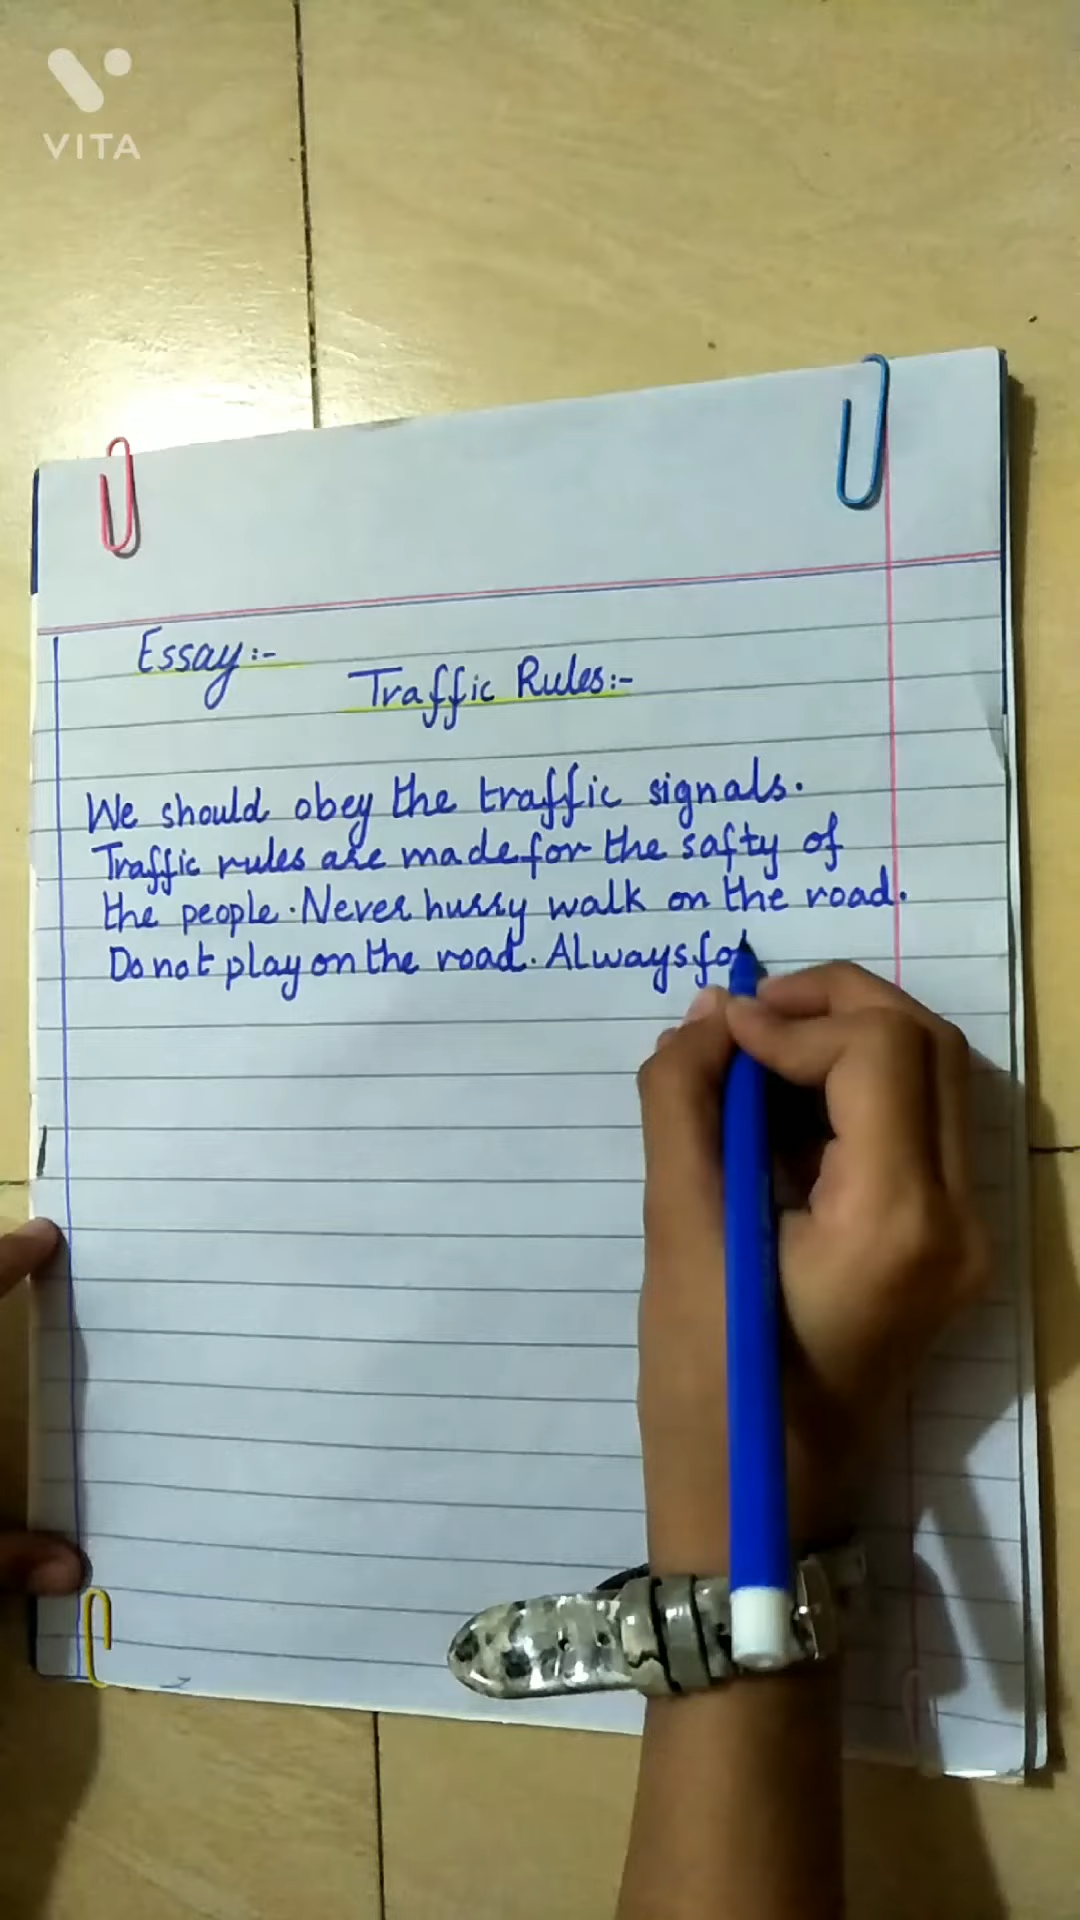 VITA
Essay:-
Traffic Rules:-
We should obey the traffic signals.
Traffic rules are made for the safty of
the people. Never hurry walk on the road.
Do not play on the road. Always fo